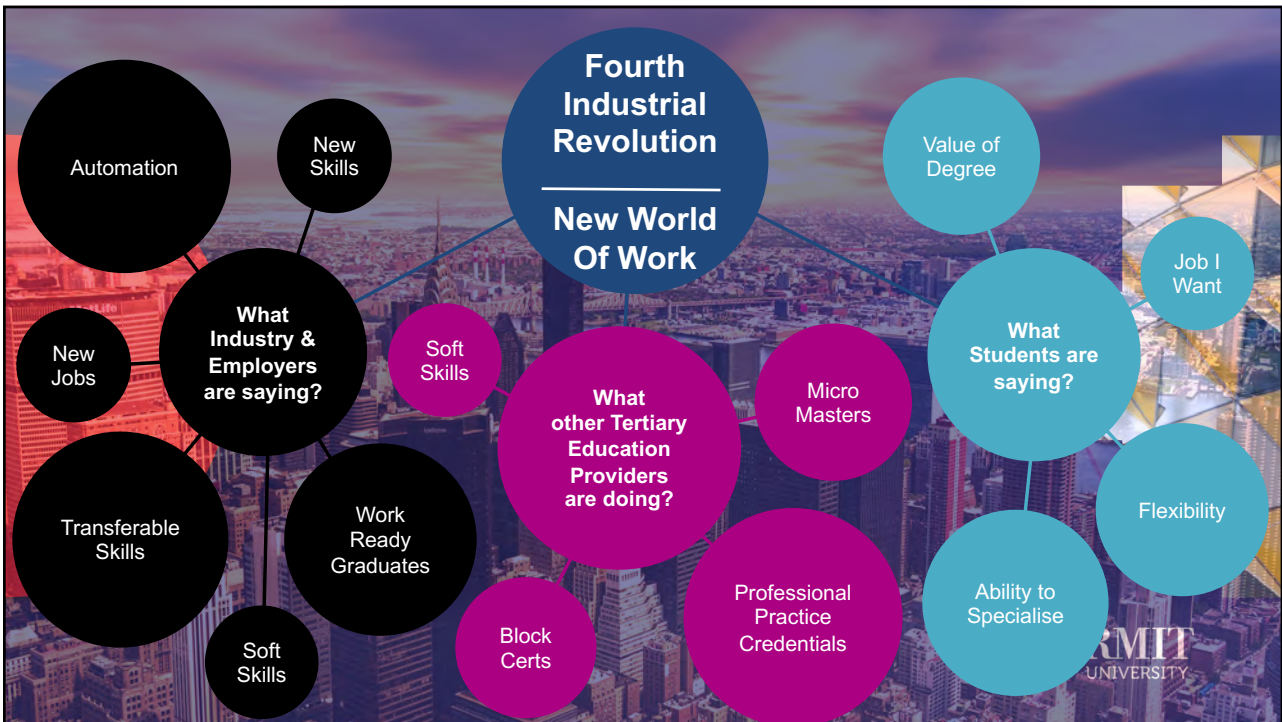 Fourth
Industrial
Revolution
New World
Of Work
Automation
New
Skills
What
Industry &
Employers
are saying?
New
Jobs
Transferable
Skills
Work
Ready
Graduates
Soft
Skills
Soft
Skills
What
other Tertiary
Education
Providers
are doing?
Micro
Masters
Block
Certs
Professional
Practice
Credentials
Value of
Degree
Job I
Want
What
Students are
saying?
Flexibility
Ability to
Specialise
RMIT
UNIVERSITY